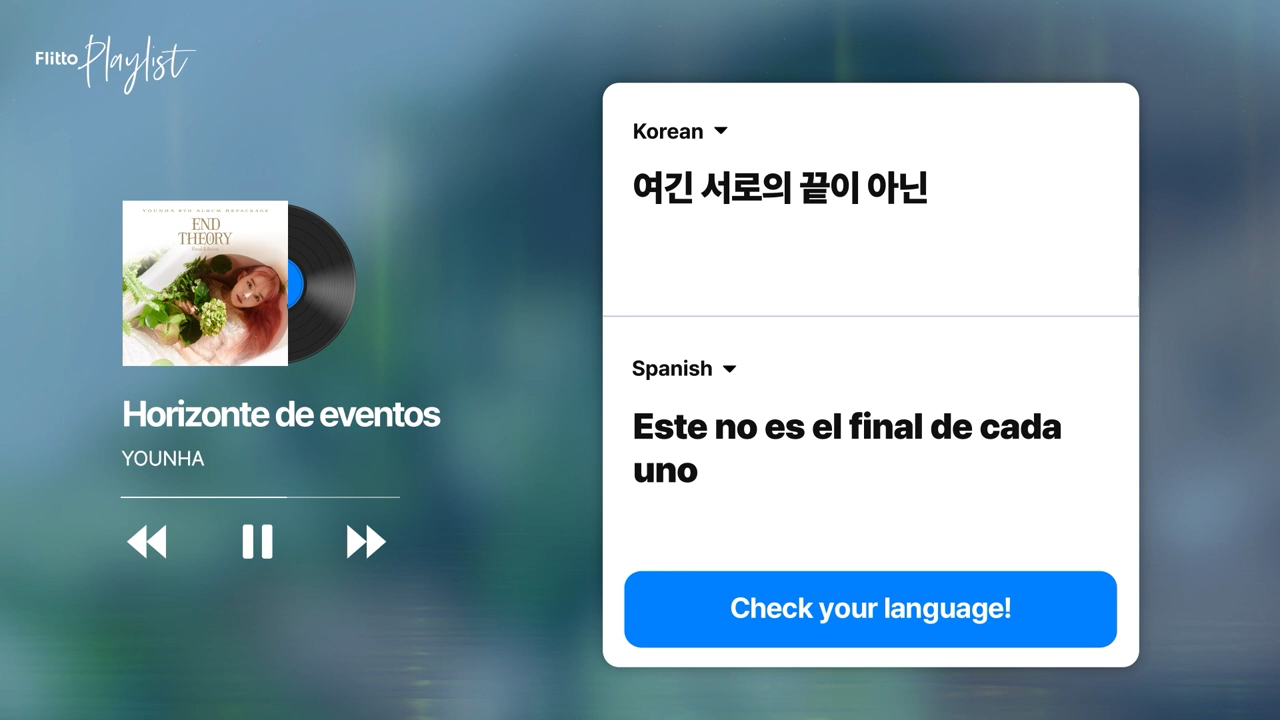 Flitto Playlist
YOUNHA 6TH ALBUM REPACKAGE
END
THEORY
Horizonte de eventos
YOUNHA
Korean
여긴 서로의 끝이 아닌
Spanish
Este no es el final de cada
uno
Check your language!